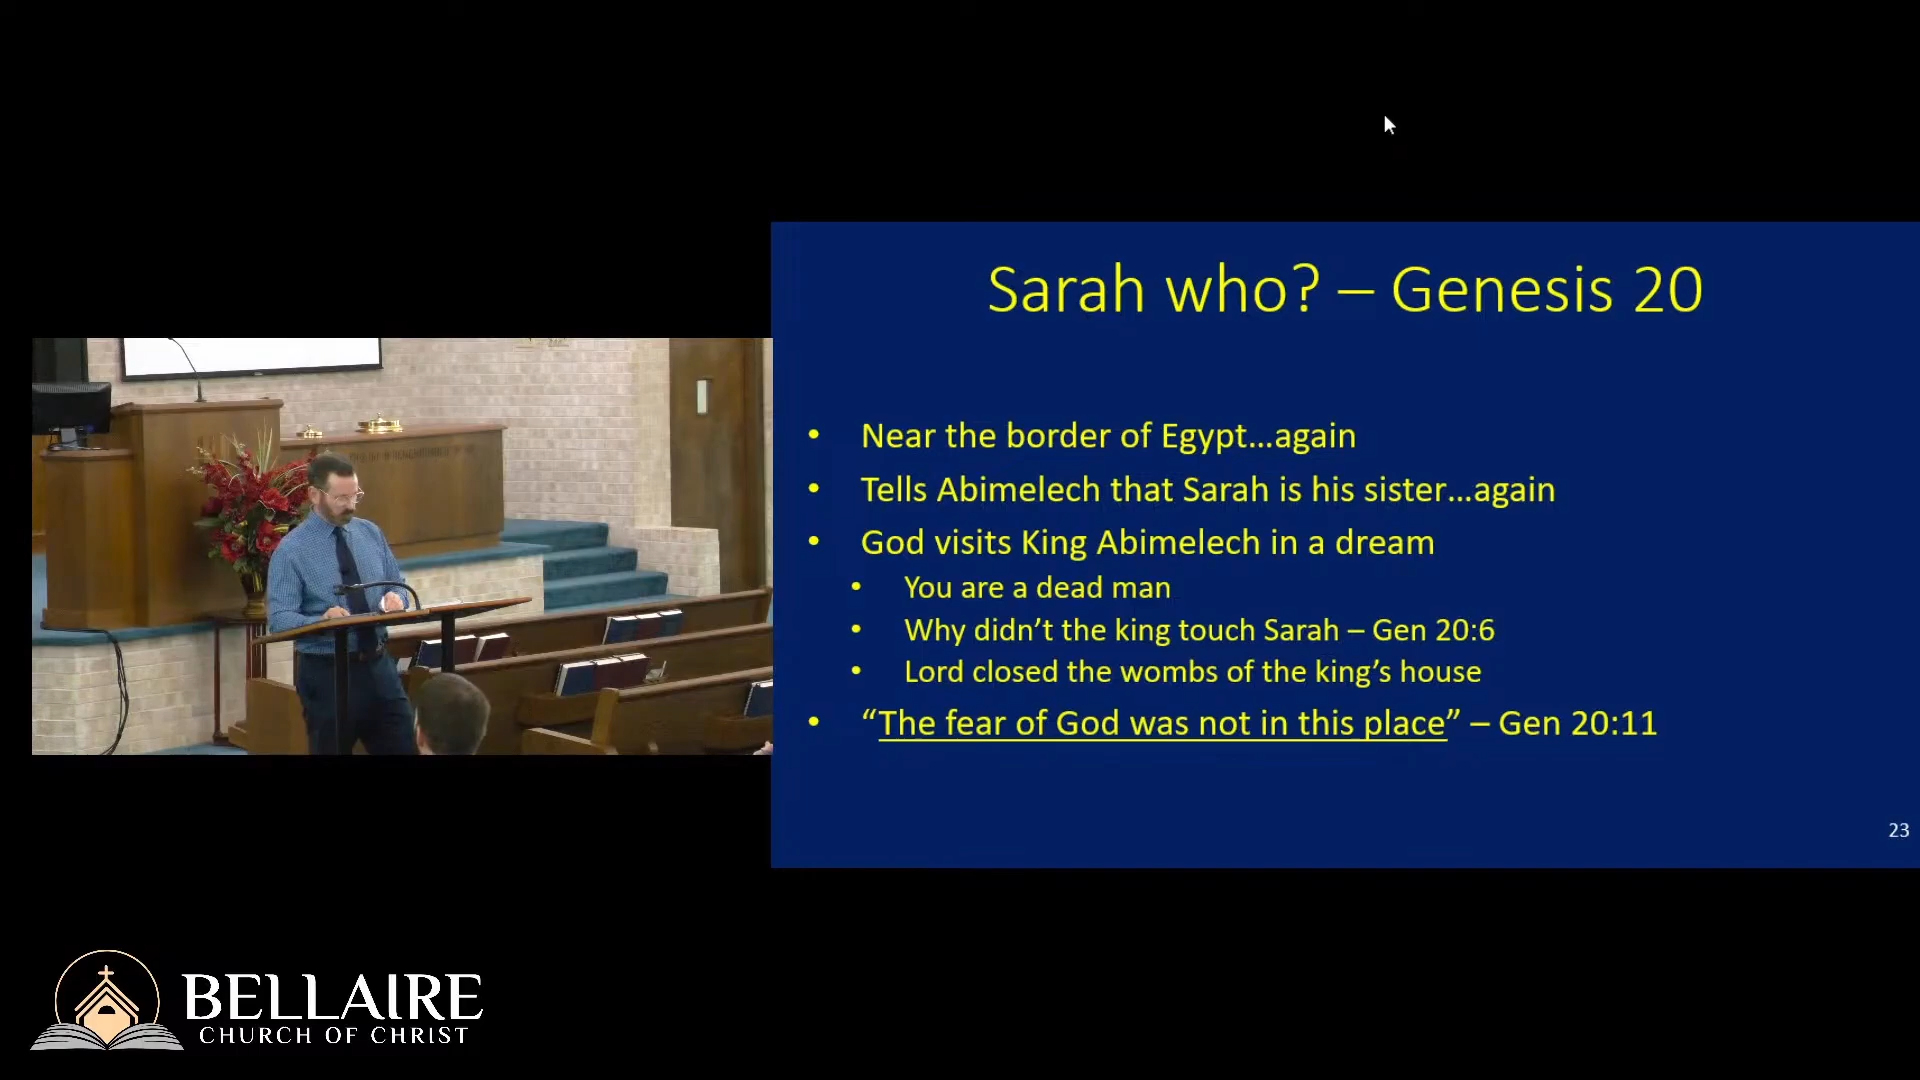 Sarah who? – Genesis 20
• Near the border of Egypt...again
• Tells Abimelech that Sarah is his sister...again
• God visits King Abimelech in a dream
• You are a dead man
• Why didn’t the king touch Sarah – Gen 20:6
• Lord closed the wombs of the king’s house
• “The fear of God was not in this place” – Gen 20:11
23
BELLAIRE
CHURCH OF CHRIST